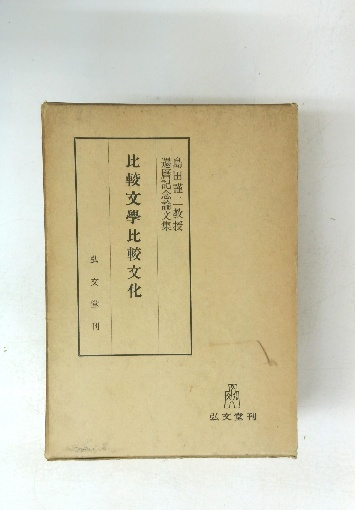 島田謹二教授
還曆記念論文集
比較文學比較文化
弘文堂刊
弘文堂刊